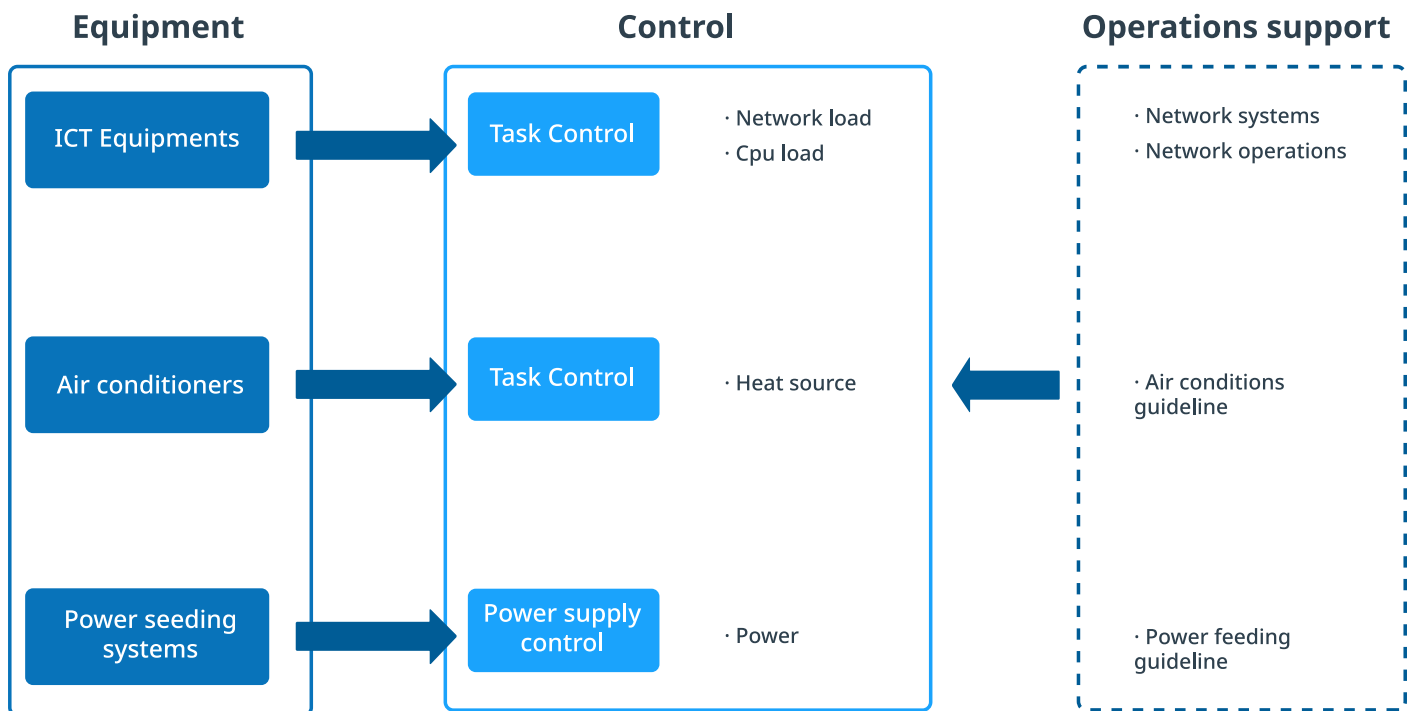 Equipment
Control
Operations support
ICT Equipments
Task Control
· Network load
· Cpu load
· Network systems
· Network operations
Air conditioners
Task Control
· Heat source
· Air conditions
guideline
Power seeding
systems
Power supply
control
· Power
· Power feeding
guideline